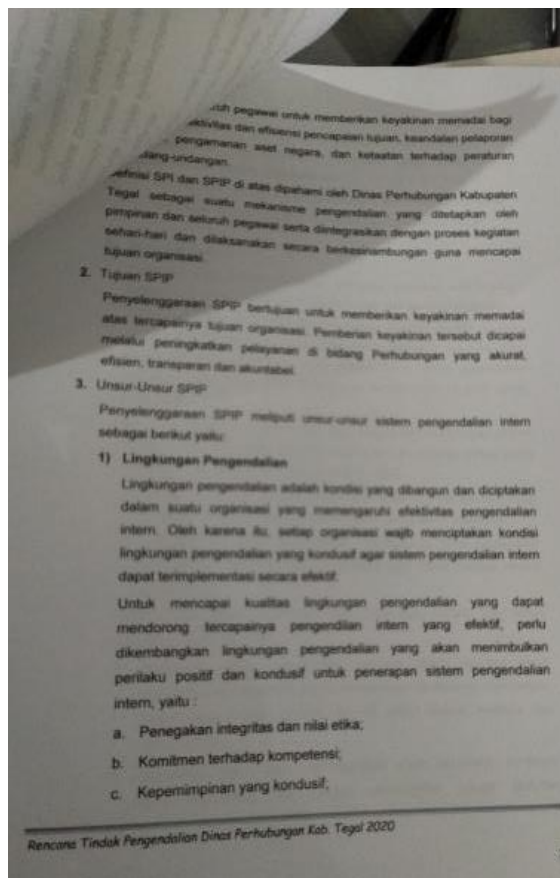 pegawai untuk memberikan keyakinan memadai bagi
dan efisiensi pencapaian tujuan, keandalan pelaporan
pengamanan aset negara, dan ketaatan terhadap peraturan
SPI dan SPIP di atas dipahami oleh Dinas Perhubungan Kabupaten
Tegal sebagai suatu mekanisme pengendalian yang ditetapkan oleh
pimpinan dan seluruh pegawai serta diintegrasikan dengan proses kegiatan
sehari-hari dan dilaksanakan secara berkesinambungan guna mencapai
tujuan organisasi.
2. Tujuan SPIP
Penyelenggaraan SPIP bertujuan untuk memberikan keyakinan memadai
atas tercapainya tujuan organisasi. Pemberian keyakinan tersebut dicapai
melalui peningkatkan pelayanan di bidang Perhubungan yang akurat,
efisien, transparan dan akuntabel.
3. Unsur-Unsur SPIP
Penyelenggaraan SPIP meliputi unsur-unsur sistem pengendalian intern
sebagai berikut yaitu:
1) Lingkungan Pengendalian
Lingkungan pengendalian adalah kondisi yang dibangun dan diciptakan
dalam suatu organisasi yang memengaruhi efektivitas pengendalian
intern. Oleh karena itu, setiap organisasi wajib menciptakan kondisi
lingkungan pengendalian yang kondusif agar sistem pengendalian intern
dapat terimplementasi secara efektif.
Untuk mencapai kualitas lingkungan pengendalian yang dapat
mendorong tercapainya pengendilan intern yang efektif, perlu
dikembangkan lingkungan pengendalian yang akan menimbulkan
perilaku positif dan kondusif untuk penerapan sistem pengendalian
intern, yaitu :
a. Penegakan integritas dan nilai etika;
b. Komitmen terhadap kompetensi;
c. Kepemimpinan yang kondusif;
Rencana Tindak Pengendalian Dinas Perhubungan Kab. Tegal 2020